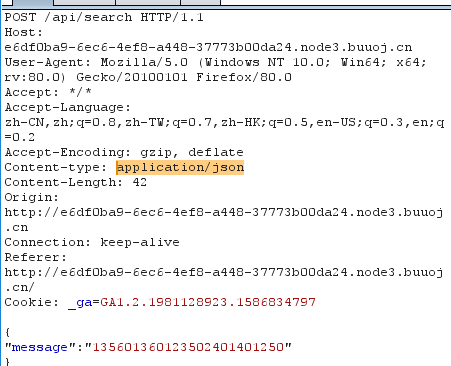 POST /api/search HTTP/1.1
Host:
e6df0ba9-6ec6-4ef8-a448-37773b00da24.node3.buuoj.cn
User-Agent: Mozilla/5.0 (Windows NT 10.0; Win64; x64;
rv:80.0) Gecko/20100101 Firefox/80.0
Accept: */*
Accept-Language:
zh-CN,zh;q=0.8,zh-TW;q=0.7,zh-HK;q=0.5,en-US;q=0.3,en;q
=0.2
Accept-Encoding: gzip, deflate
Content-type: application/json
Content-Length: 42
Origin:
http://e6df0ba9-6ec6-4ef8-a448-37773b00da24.node3.buuoj
.cn
Connection: keep-alive
Referer:
http://e6df0ba9-6ec6-4ef8-a448-37773b00da24.node3.buuoj
.cn/
Cookie: _ga=GA1.2.1981128923.1586834797
{
"message":"135601360123502401401250"
}